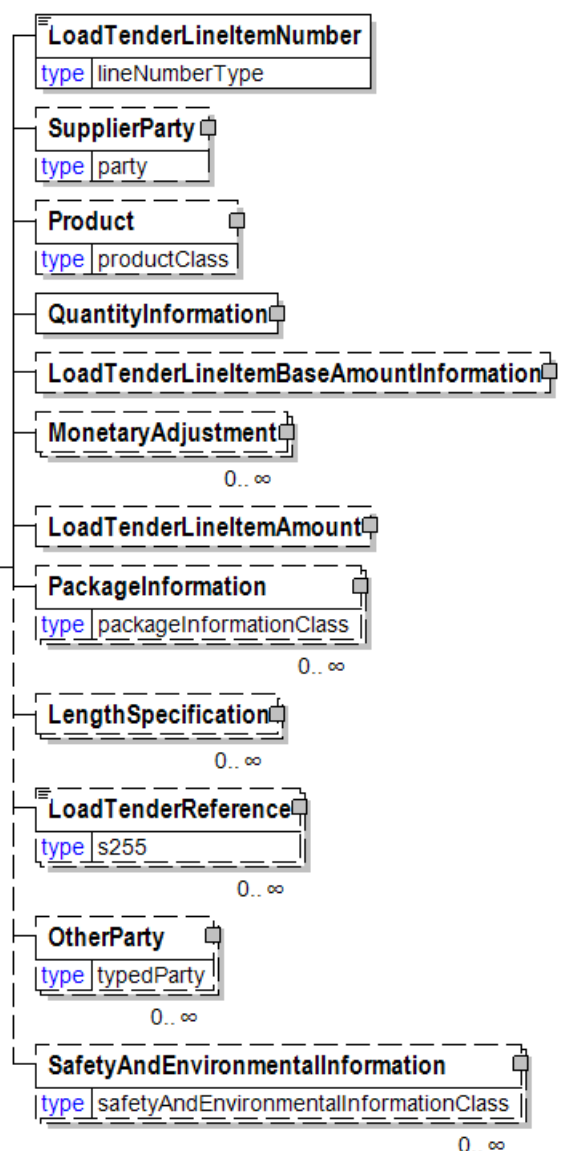 LoadTenderLineItemNumber
type lineNumberType
SupplierParty
type party
Product
type productClass
QuantityInformation
LoadTenderLineItemBaseAmountInformation
MonetaryAdjustment
0.. ∞
LoadTenderLineItemAmount
PackageInformation
type packageInformationClass
0.. ∞
LengthSpecification
0.. ∞
LoadTenderReference
type s255
0.. ∞
OtherParty
type typedParty
0.. ∞
SafetyAndEnvironmentalInformation
type safetyAndEnvironmentalInformationClass
0 ∞